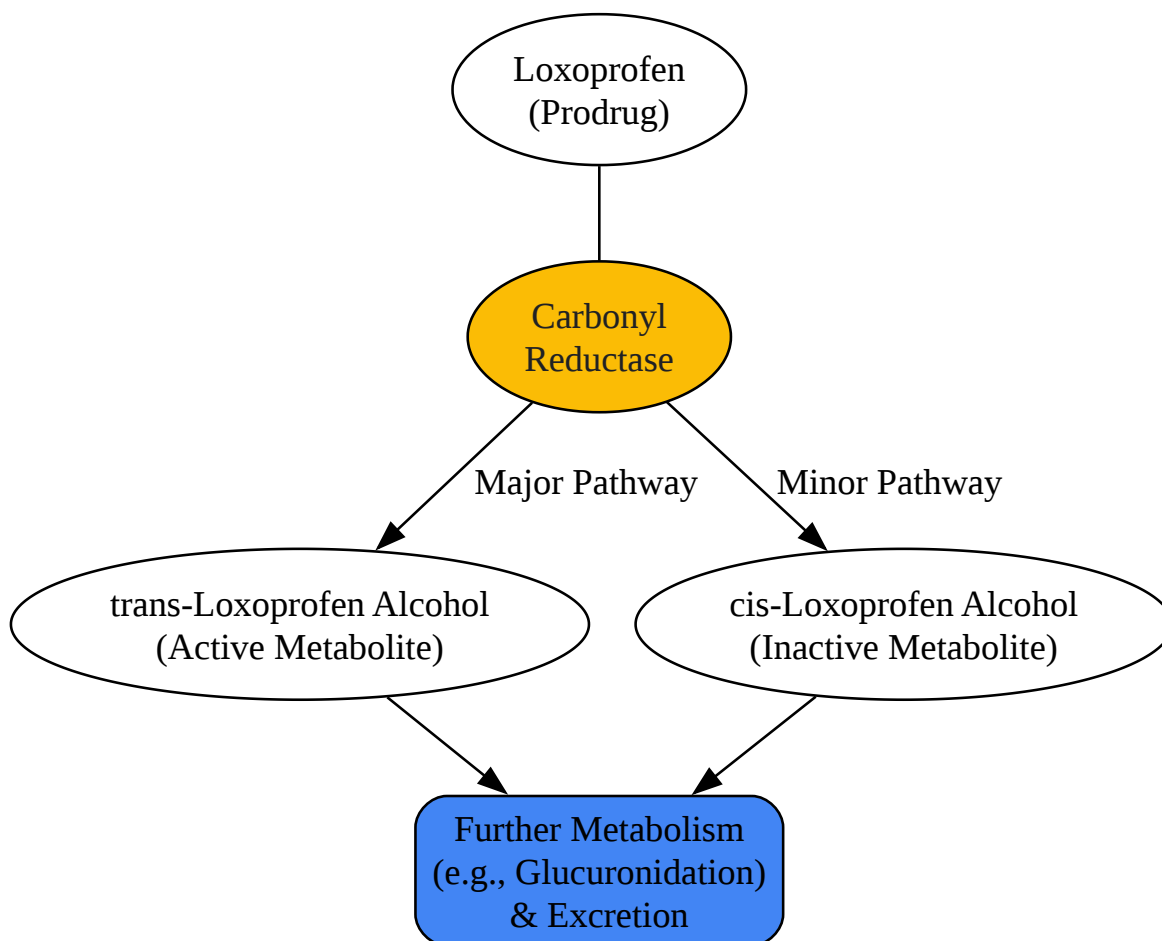 Loxoprofen
(Prodrug)
Carbonyl
Reductase
Major Pathway
Minor Pathway
trans-Loxoprofen Alcohol
(Active Metabolite)
cis-Loxoprofen Alcohol
(Inactive Metabolite)
Further Metabolism
(e.g., Glucuronidation)
& Excretion